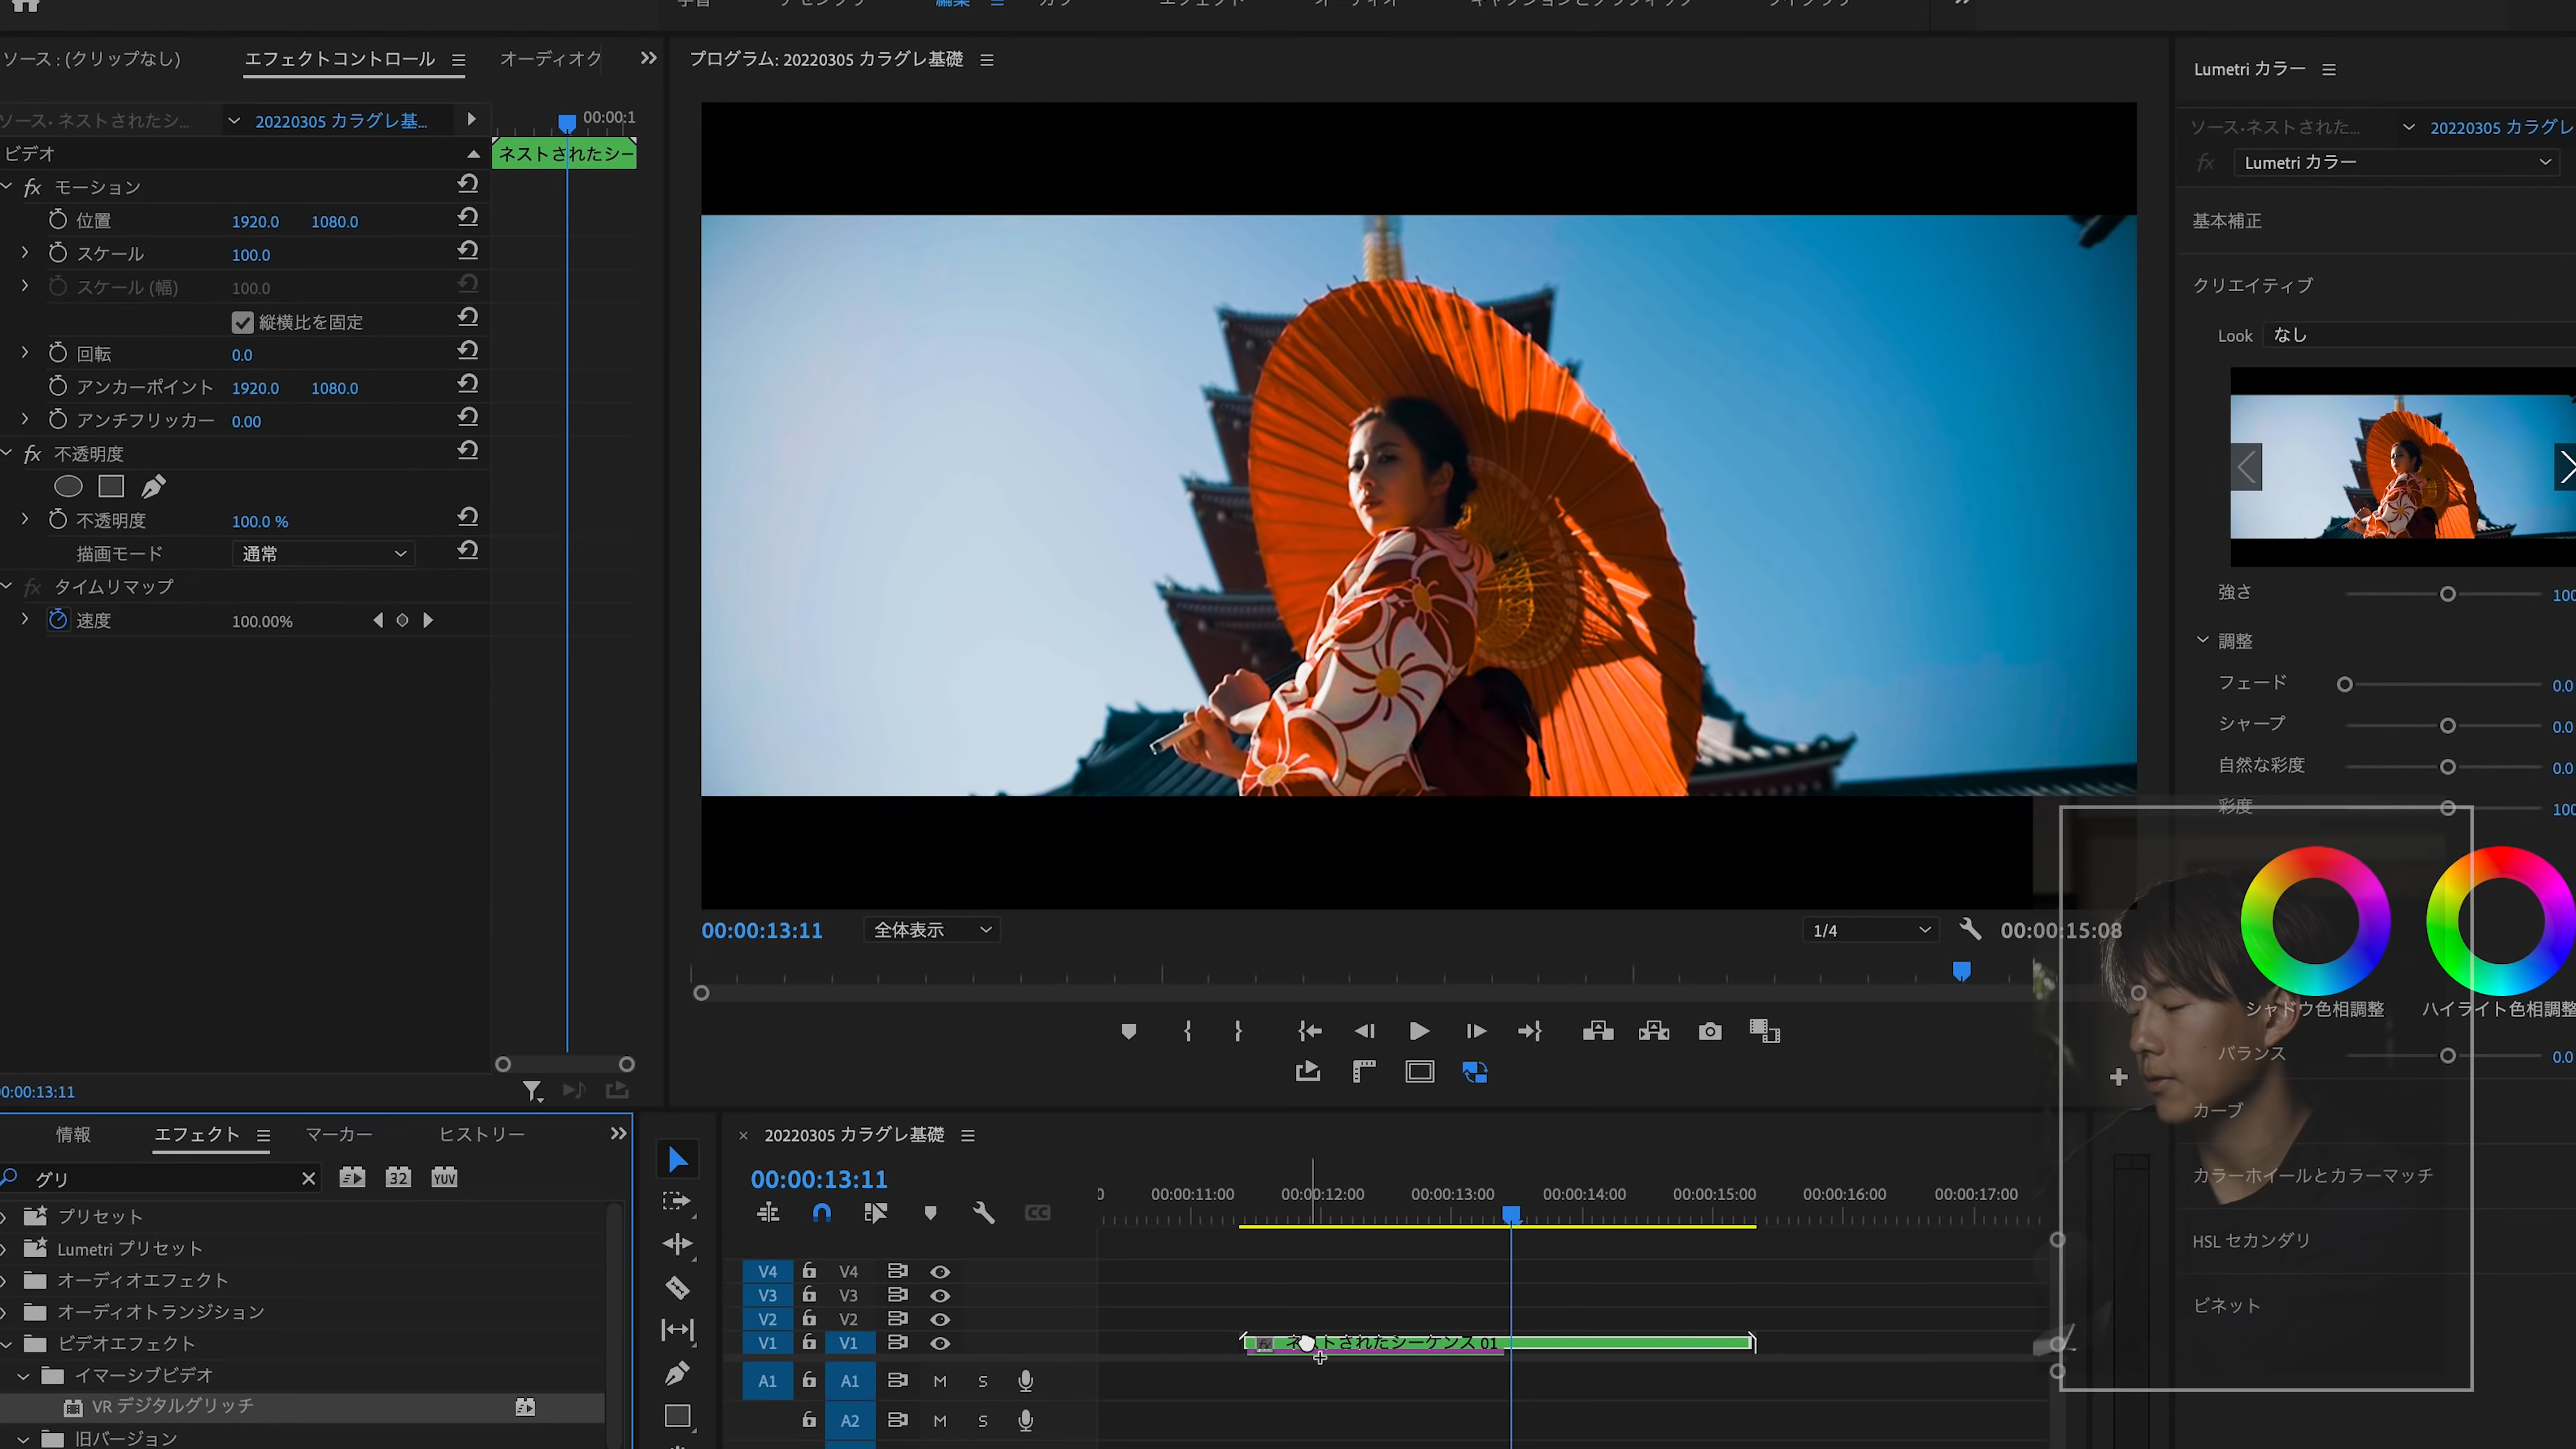 編集
ソース : (クリップなし)
エフェクトコントロール
オーディオク
プログラム: 20220305 カラグレ基礎
Lumetri カラー
ソース・ネストされたシ...
20220305 カラグレ基...
00:00:1
ビデオ
ネストされたシー
モーション
位置 1920.0 1080.0
スケール 100.0
スケール (幅) 100.0
縦横比を固定
回転 0.0
アンカーポイント 1920.0 1080.0
アンチフリッカー 0.00
fx 不透明度
不透明度 100.0 %
描画モード 通常
fx タイムリマップ
速度 100.00%
ソース・ネストされた...
20220305 カラグレ
fx Lumetri カラー
基本補正
クリエイティブ
Look なし
強さ 100
調整
フェード 0.0
シャープ 0.0
自然な彩度 0.0
彩度 100
シャドウ色相調整
ハイライト色相調整
バランス 0.0
カーブ
カラーホイールとカラーマッチ
HSL セカンダリ
ビネット
00:00:13:11
全体表示
1/4
00:00:15:08
0:00:13:11
情報
エフェクト
マーカー
ヒストリー
グリ
32
YUV
プリセット
Lumetri プリセット
オーディオエフェクト
オーディオトランジション
ビデオエフェクト
イマーシブビデオ
VR デジタルグリッチ
旧バージョン
× 20220305 カラグレ基礎
00:00:13:11
CC
0 00:00:11:00 00:00:12:00 00:00:13:00 00:00:14:00 00:00:15:00 00:00:16:00 00:00:17:00
V4 V4
V3 V3
V2 V2
V1 V1
ネストされたシーケンス 01
A1 A1 M S
A2 M S